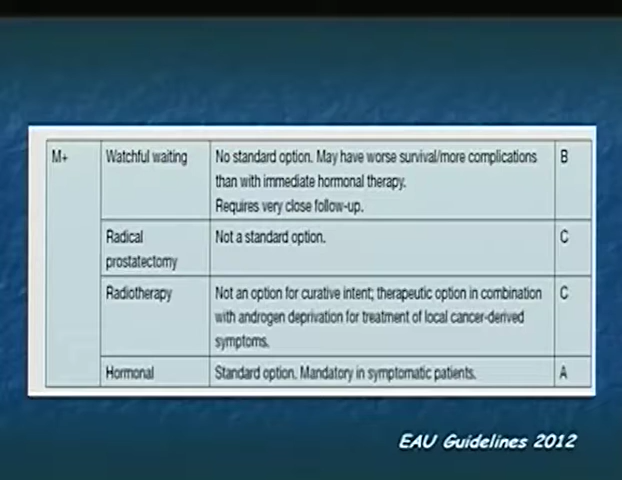 M+ Watchful waiting No standard option. May have worse survival/more complications B
than with immediate hormonal therapy.
Requires very close follow-up.
Radical Not a standard option. C
prostatectomy
Radiotherapy Not an option for curative intent; therapeutic option in combination C
with androgen deprivation for treatment of local cancer-derived
symptoms.
Hormonal Standard option. Mandatory in symptomatic patients. A
EAU Guidelines 2012